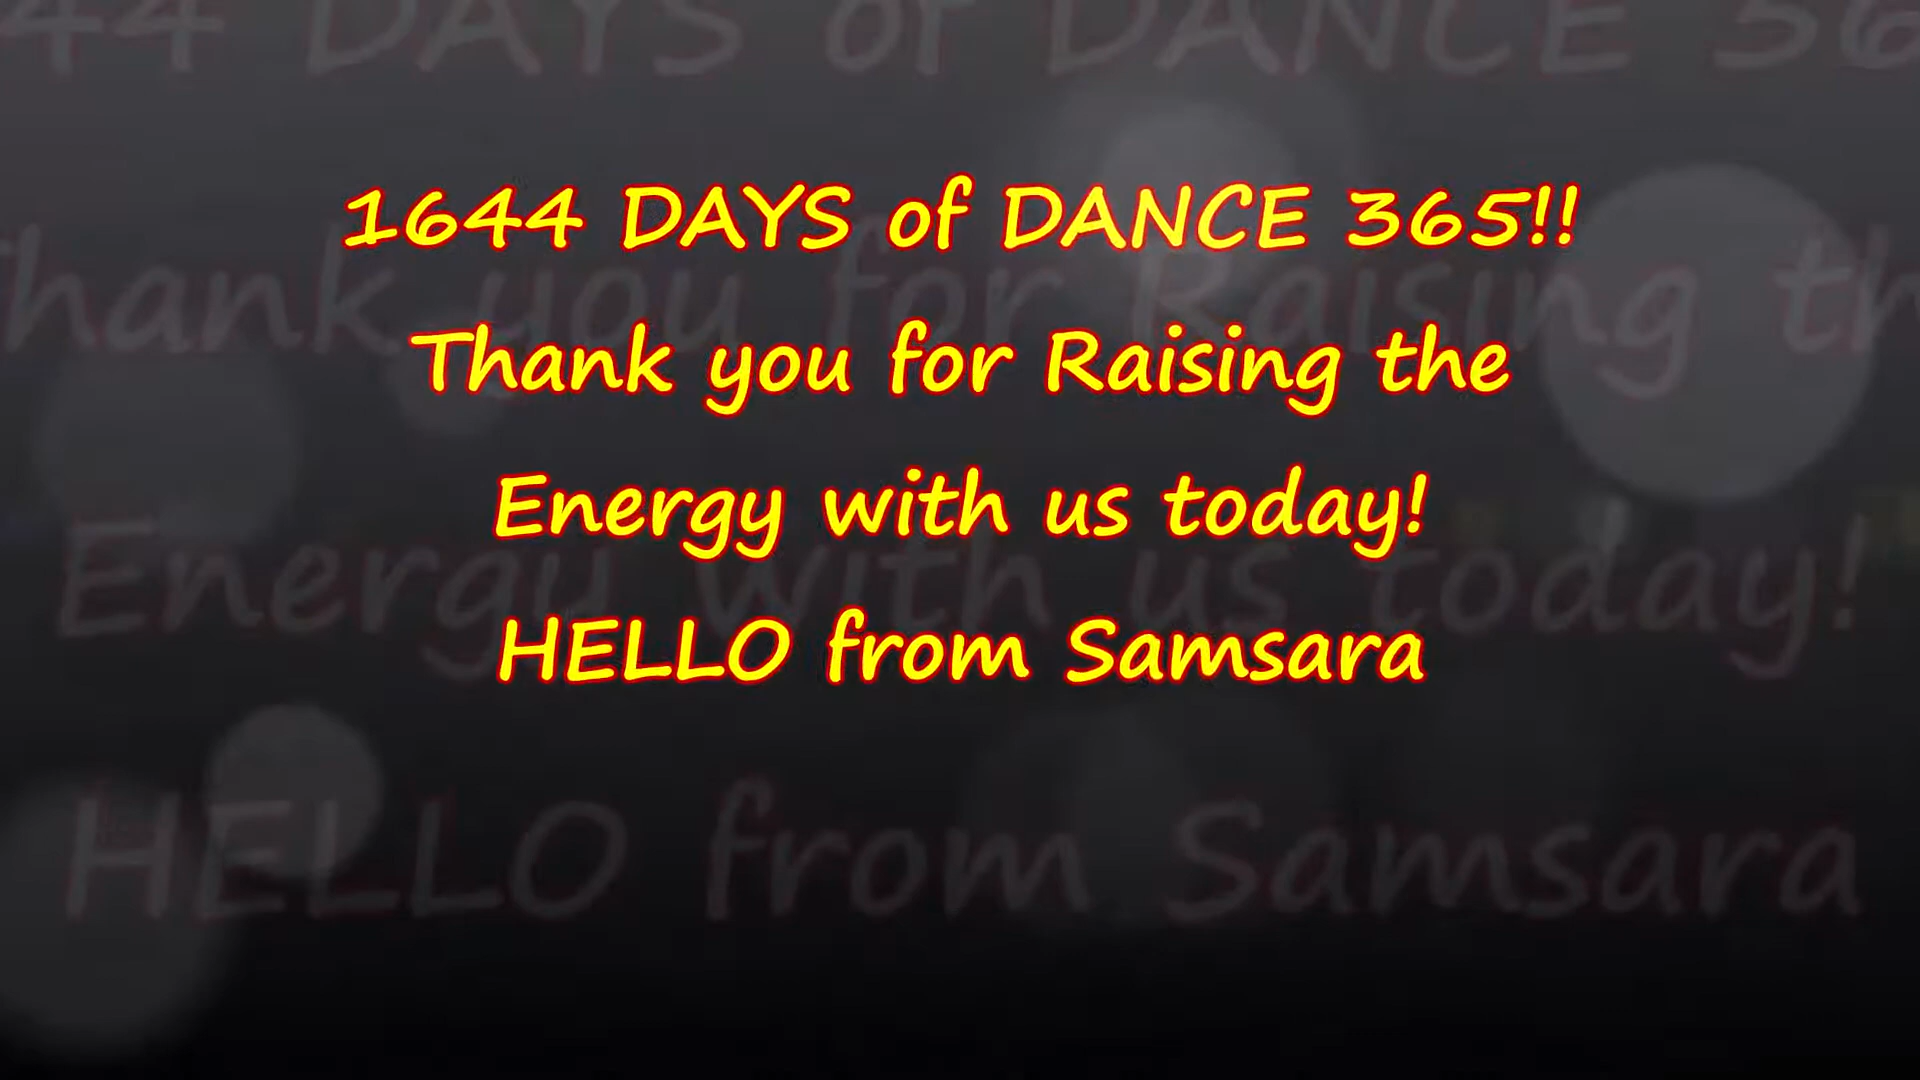 1644 DAYS of DANCE 365!!
Thank you for Raising the
Energy with us today!
HELLO from Samsara